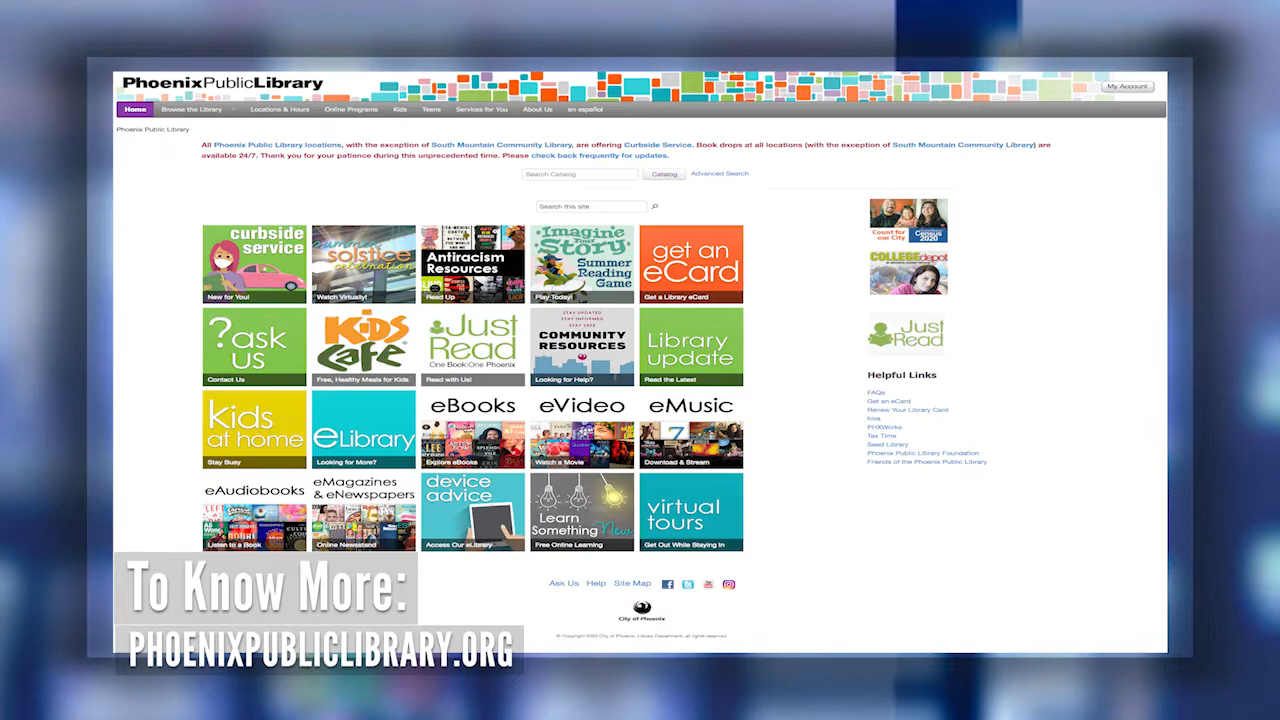 PhoenixPublicLibrary
My Account
Home Browse the Library Locations & Hours Online Programs Kids Teens Services for You About Us en español
Phoenix Public Library
All Phoenix Public Library locations, with the exception of South Mountain Community Library, are offering Curbside Service. Book drops at all locations (with the exception of South Mountain Community Library) are
available 24/7. Thank you for your patience during this unprecedented time. Please check back frequently for updates.
Search Catalog Catalog Advanced Search
Search this site
curbside
service
New for You!
summer
solstice
celebration
Watch Virtually!
Antiracism
Resources
Read Up
Imagine
Your
Story
Summer
Reading
Game
Play Today!
get an
eCard
Get a Library eCard
Count for
our City
Census
2020
COLLEGEdepot
?ask
us
Contact Us
KiDS
CaFe
Free, Healthy Meals for Kids
Just
Read
One Book:One Phoenix
Read with Us!
STAY UPDATED
STAY INFORMED
STAY SAFE
COMMUNITY
RESOURCES
Looking for Help?
Library
update
Read the Latest!
Just
Read
Helpful Links
FAQs
Get an eCard
Renew Your Library Card
hive
PHXWorks
Tax Time
Seed Library
Phoenix Public Library Foundation
Friends of the Phoenix Public Library
kids
at home
Stay Busy
eLibrary
Looking for More?
eBooks
Explore eBooks
eVideo
Watch a Movie
eMusic
7
Download & Stream
eAudiobooks
Listen to a Book
eMagazines
& eNewspapers
Online Newsstand
device
advice
Access Our eLibrary
Learn
Something New
Free Online Learning
virtual
tours
Get Out While Staying In
Ask Us Help Site Map
City of Phoenix
© Copyright 2020 City of Phoenix, Library Department, all rights reserved
To Know More:
PHOENIXPUBLICLIBRARY.ORG